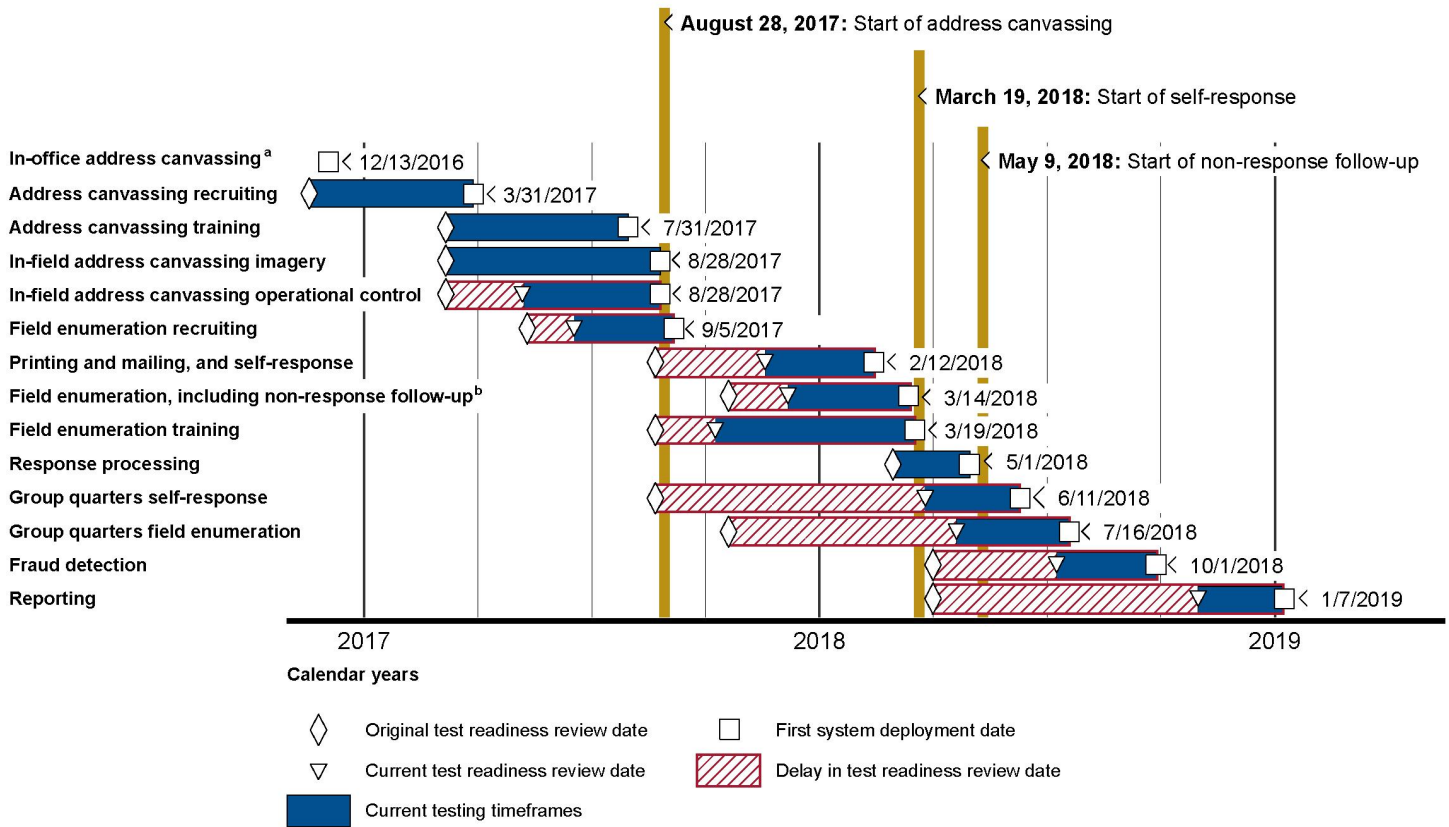 August 28, 2017: Start of address canvassing
March 19, 2018: Start of self-response
In-office address canvassing a 12/13/2016 May 9, 2018: Start of non-response follow-up
Address canvassing recruiting 3/31/2017
Address canvassing training 7/31/2017
In-field address canvassing imagery 8/28/2017
In-field address canvassing operational control 8/28/2017
Field enumeration recruiting 9/5/2017
Printing and mailing, and self-response 2/12/2018
Field enumeration, including non-response follow-up b 3/14/2018
Field enumeration training 3/19/2018
Response processing 5/1/2018
Group quarters self-response 6/11/2018
Group quarters field enumeration 7/16/2018
Fraud detection 10/1/2018
Reporting 1/7/2019
2017 2018 2019
Calendar years
Original test readiness review date First system deployment date
Current test readiness review date Delay in test readiness review date
Current testing timeframes